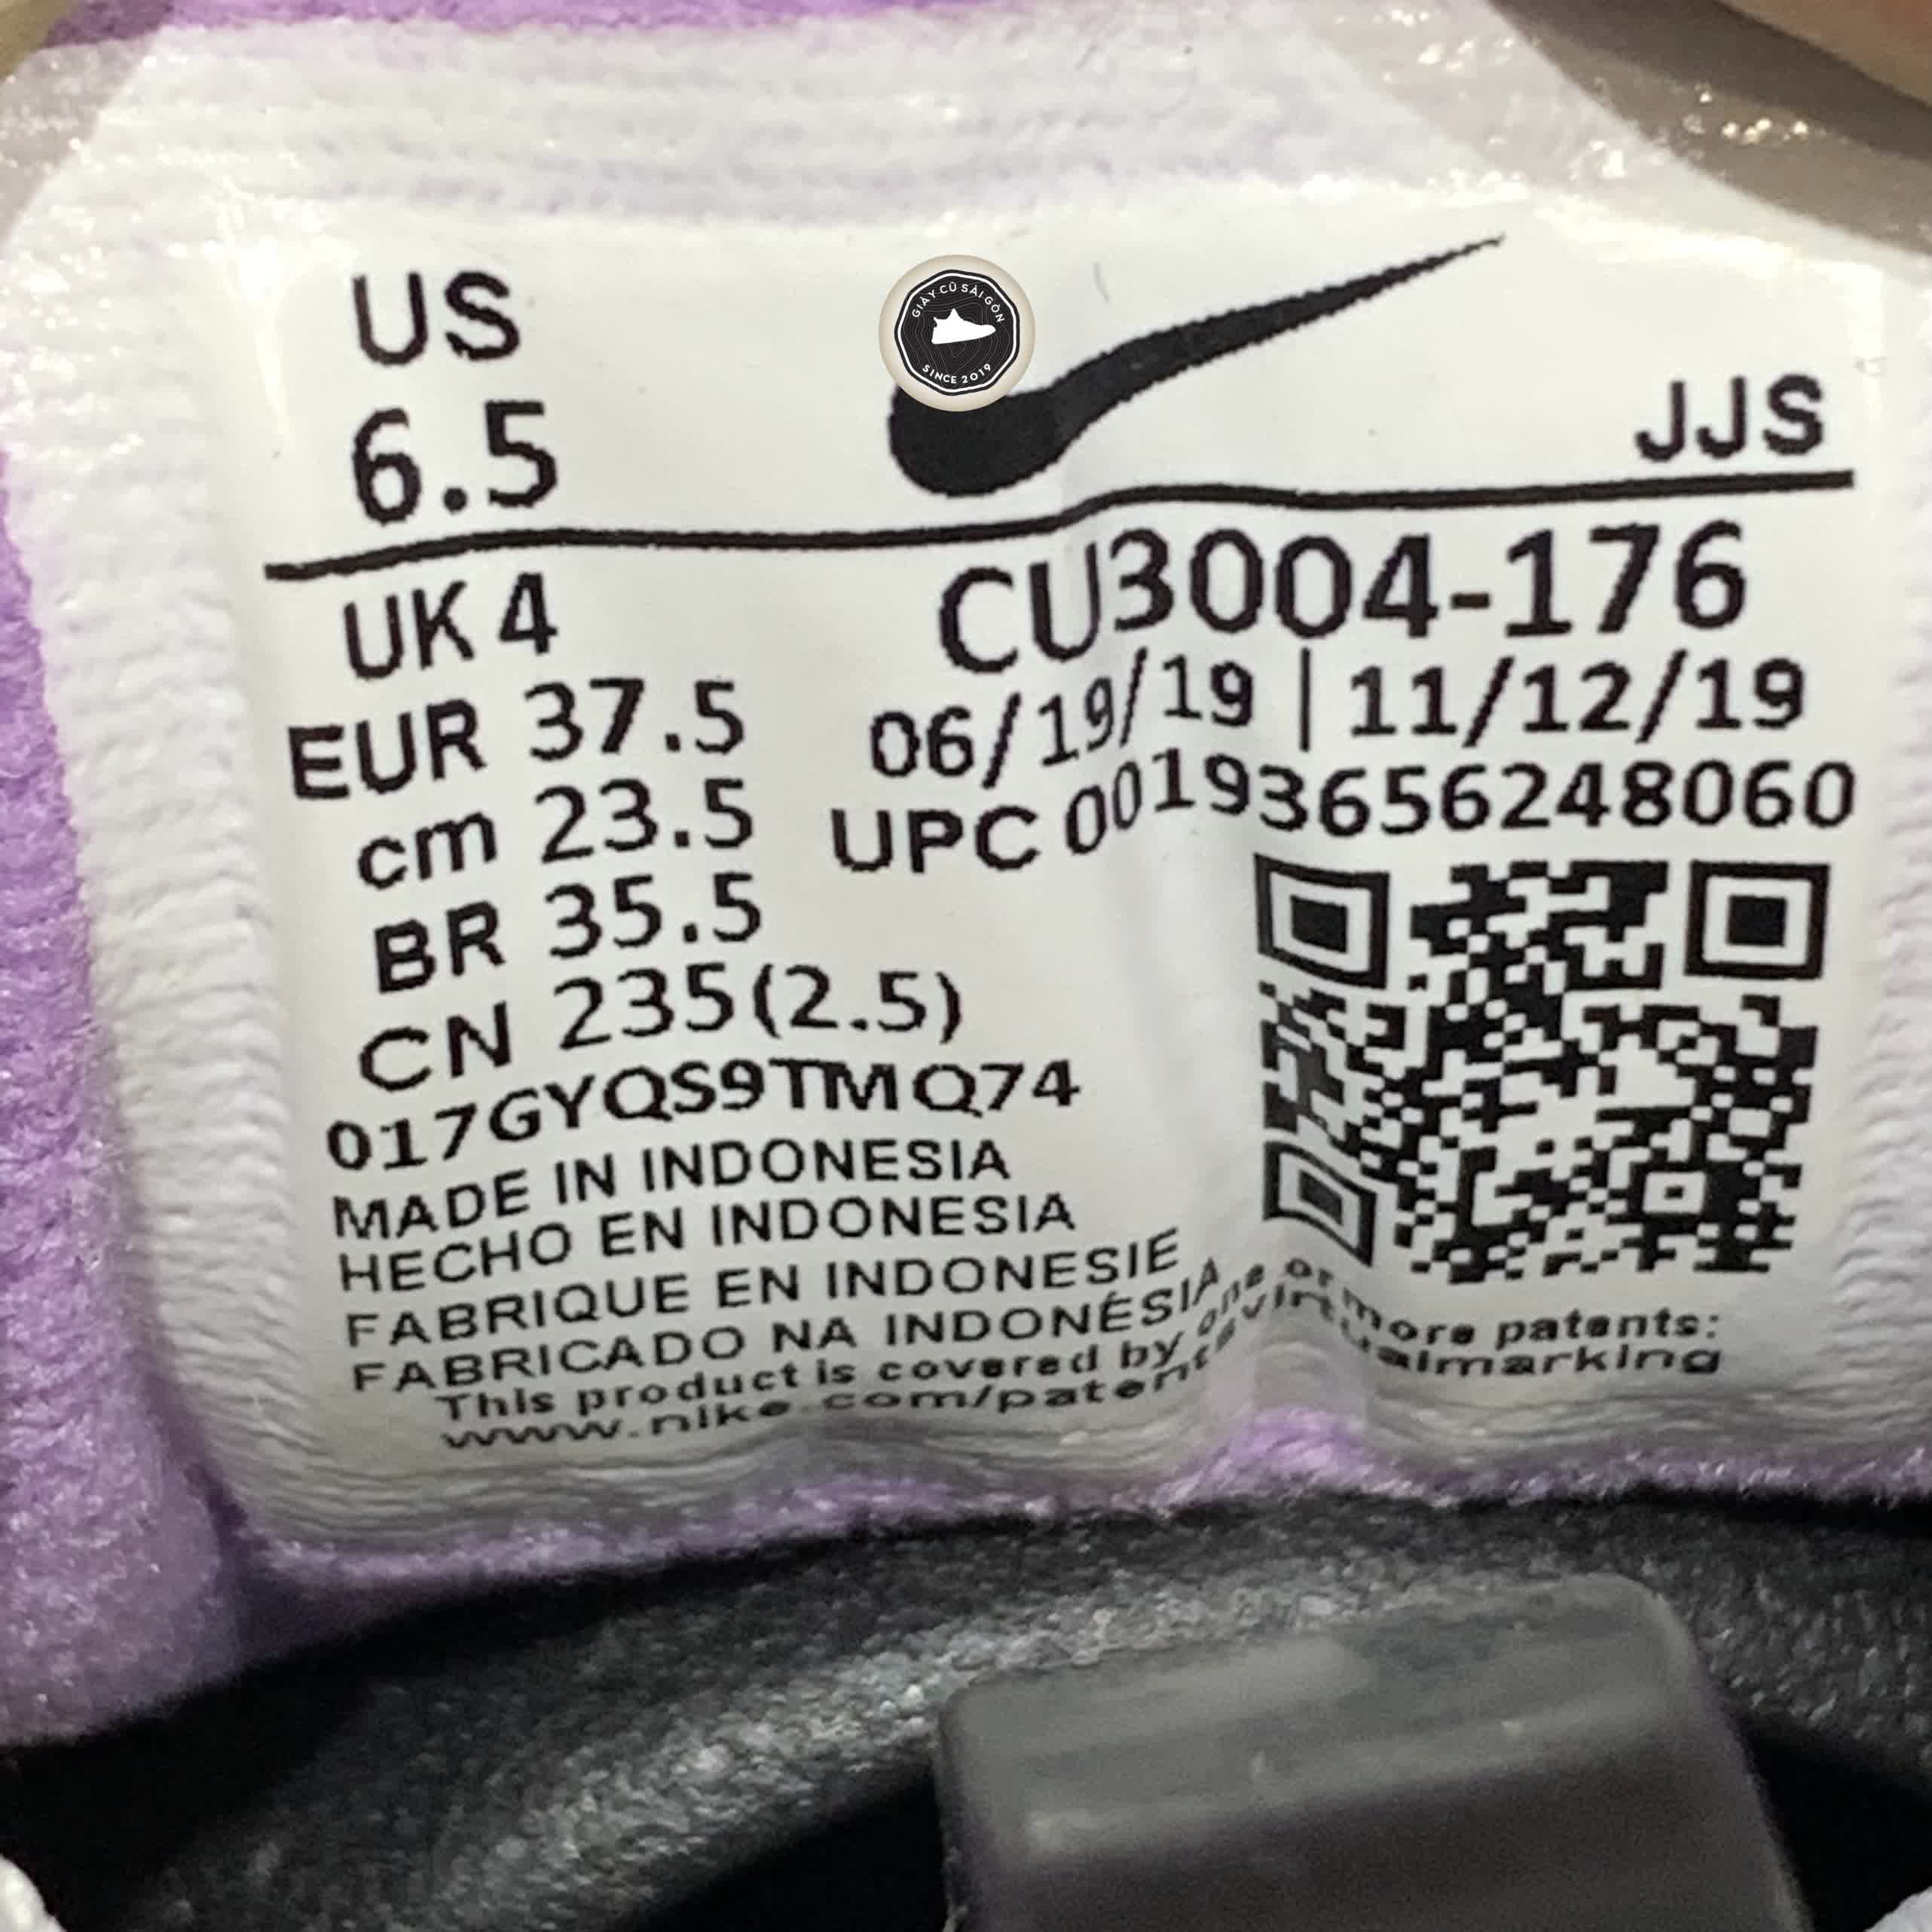 US
6.5
GIÀY CŨ SÀI GÒN
SINCE 2019
JJS
UK 4
EUR 37.5
cm 23.5
BR 35.5
CN 235(2.5)
CU3004-176
06/19/19 | 11/12/19
UPC 00193656248060
017GYQS9TMQ74
MADE IN INDONESIA
HECHO EN INDONESIA
FABRIQUE EN INDONESIE
FABRICADO NA INDONÉSIA
This product is covered by one or more patents:
www.nike.com/patentsvirtualmarking